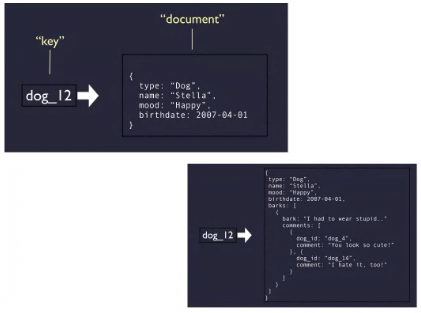 "document"
"key"
dog_12
{
type: "Dog",
name: "Stella",
mood: "Happy",
birthdate: 2007-04-01
}
dog_12
{
type: "Dog",
name: "Stella",
mood: "Happy",
birthdate: 2007-04-01,
barks: [
{
bark: "I had to wear stupid.."
comments: [
{
dog_id: "dog_4",
comment: "You look so cute!"
}, {
dog_id: "dog_14",
comment: "I hate it, too!"
}
]
}
]
}